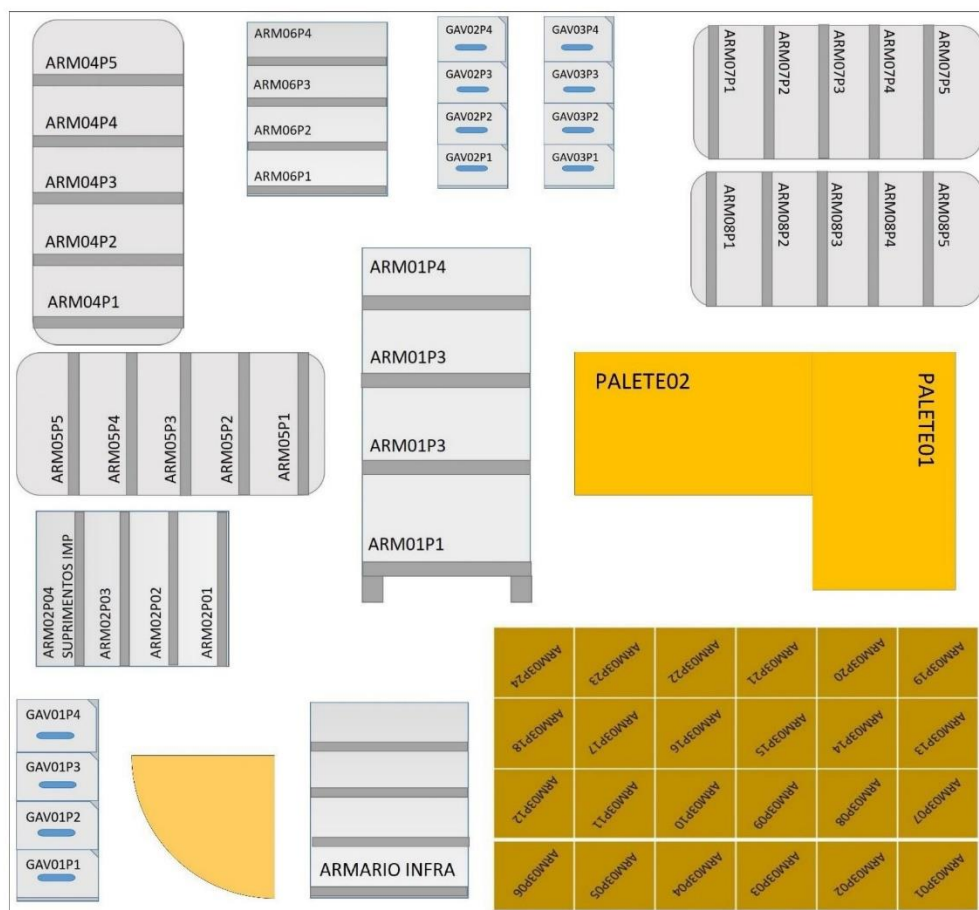 ARM04P5
ARM04P4
ARM04P3
ARM04P2
ARM04P1
ARM06P4
ARM06P3
ARM06P2
ARM06P1
GAV02P4
GAV02P3
GAV02P2
GAV02P1
GAV03P4
GAV03P3
GAV03P2
GAV03P1
ARM07P1
ARM07P2
ARM07P3
ARM07P4
ARM07P5
ARM08P1
ARM08P2
ARM08P3
ARM08P4
ARM08P5
ARM05P5
ARM05P4
ARM05P3
ARM05P2
ARM05P1
ARM01P4
ARM01P3
ARM01P3
ARM01P1
PALETE02
PALETE01
ARM02P04
SUPRIMENTOS IMP
ARM02P03
ARM02P02
ARM02P01
GAV01P4
GAV01P3
GAV01P2
GAV01P1
ARMARIO INFRA
ARM03P24
ARM03P23
ARM03P22
ARM03P21
ARM03P20
ARM03P19
ARM03P18
ARM03P17
ARM03P16
ARM03P15
ARM03P14
ARM03P13
ARM03P12
ARM03P11
ARM03P10
ARM03P09
ARM03P08
ARM03P07
ARM03P06
ARM03P05
ARM03P04
ARM03P03
ARM03P02
ARM03P01